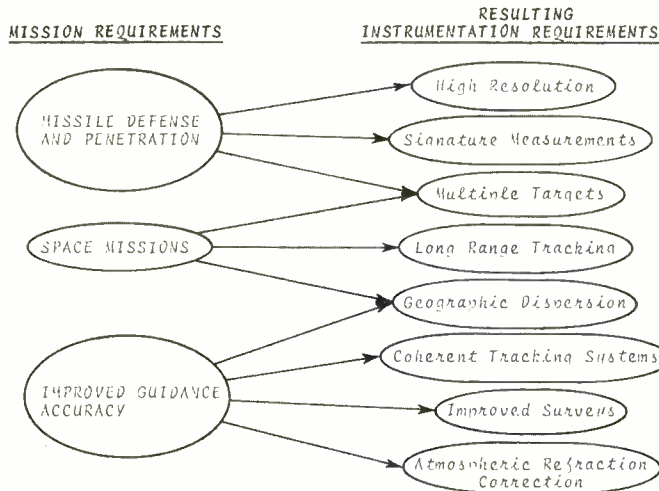 RESULTING
MISSION REQUIREMENTS
INSTRUMENTATION REQUIREMENTS
MISSILE DEFENSE
AND PENETRATION
SPACE MISSIONS
IMPROVED GUIDANCE
ACCURACY
High Resolution
Signature Measurements
Multiple Targets
Long Range Tracking
Geographic Dispersion
Coherent Tracking Systems
Improved Surveys
Atmospheric Refraction
Correction